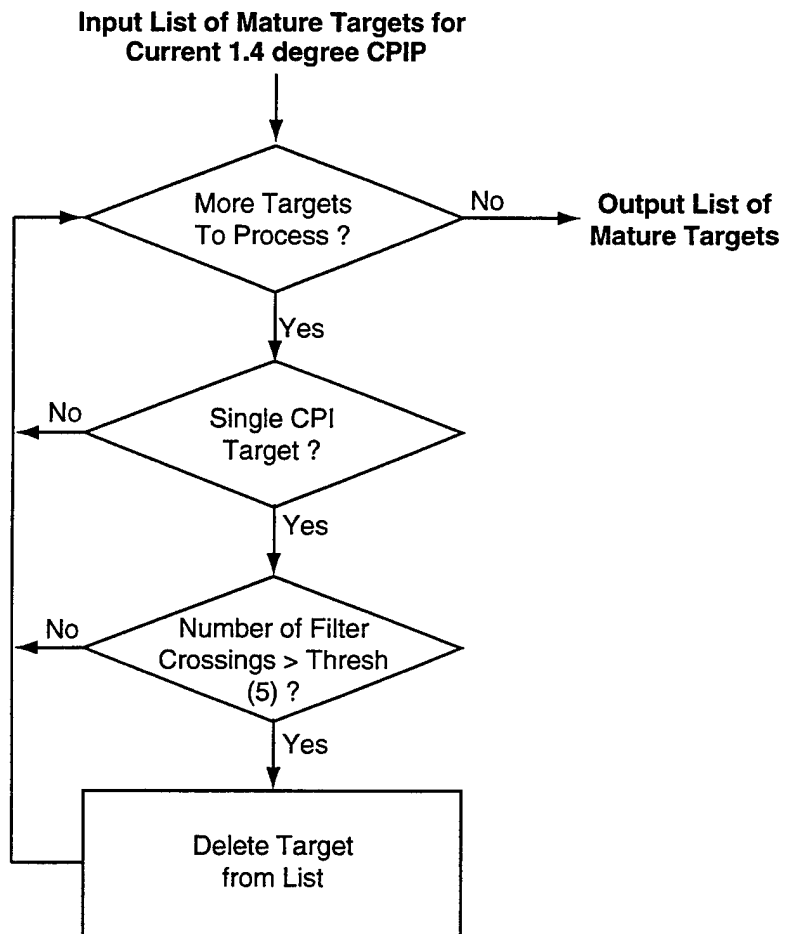 Input List of Mature Targets for
Current 1.4 degree CPIP
More Targets
To Process ?
No
Output List of
Mature Targets
Yes
No
Single CPI
Target ?
Yes
No
Number of Filter
Crossings > Thresh
(5) ?
Yes
Delete Target
from List